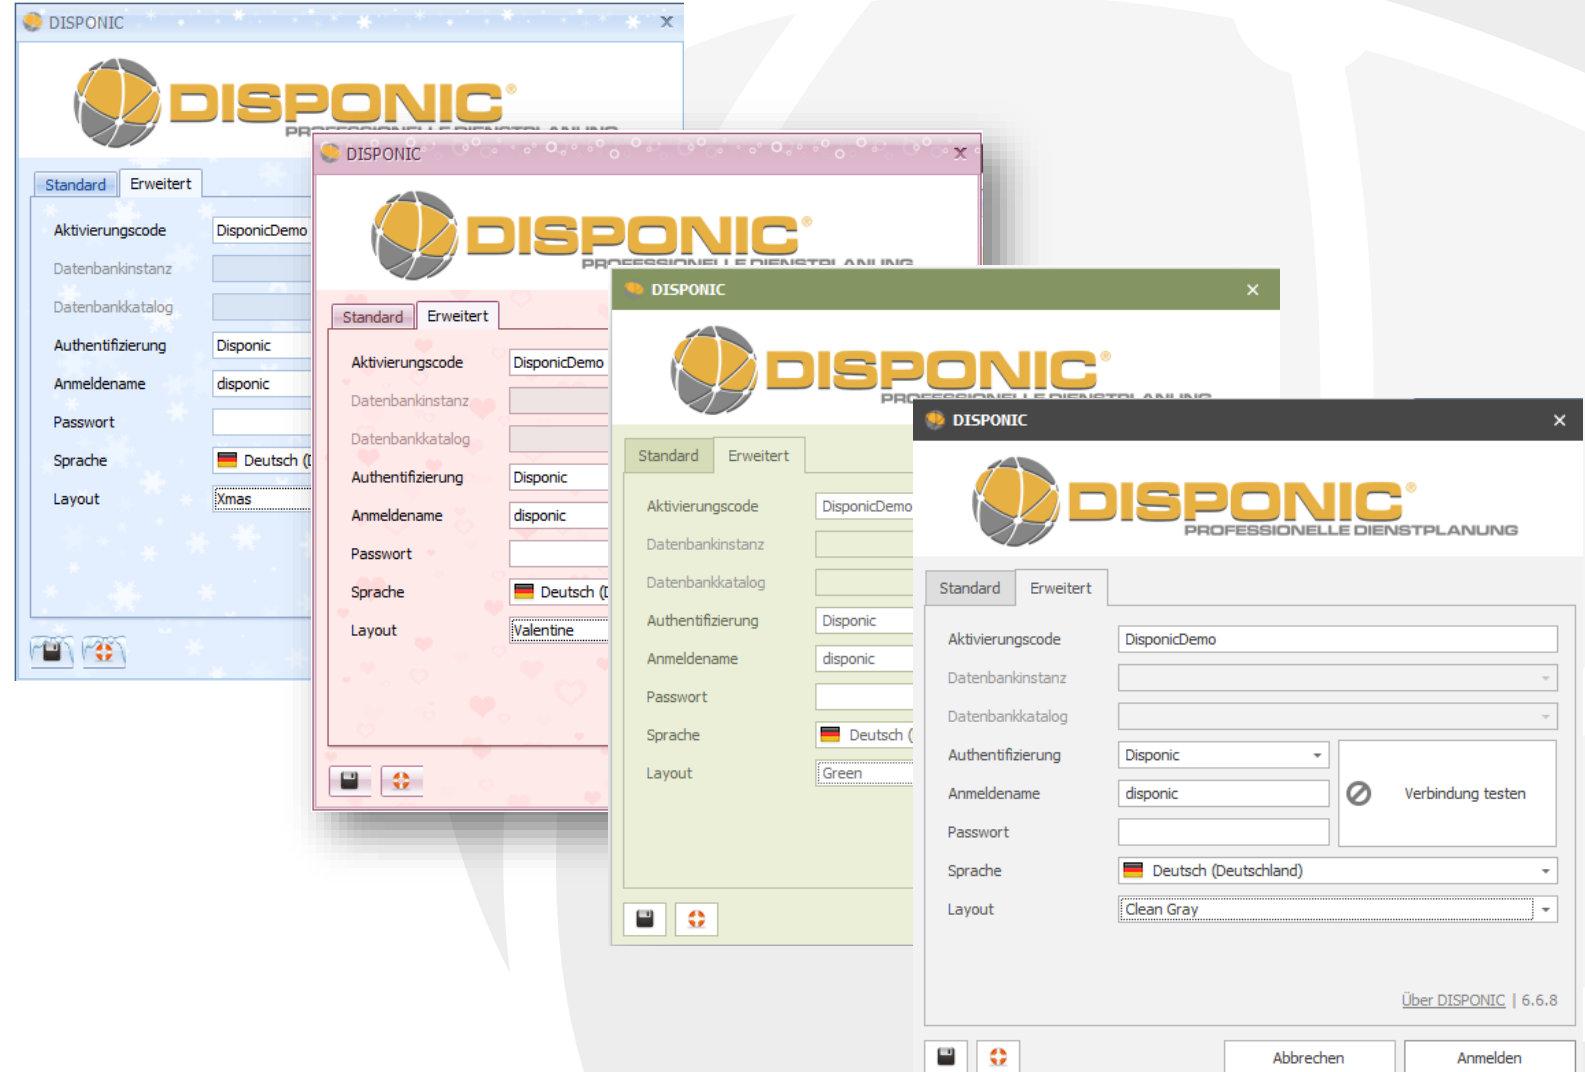 DISPONIC
DISPONIC®
Standard Erweitert
Aktivierungscode DisponicDemo
Datenbankinstanz
Datenbankkatalog
Authentifizierung Disponic
Anmeldename disponic
Passwort
Sprache Deutsch (
Layout Xmas
DISPONIC
DISPONIC®
Standard Erweitert
Aktivierungscode DisponicDemo
Datenbankinstanz
Datenbankkatalog
Authentifizierung Disponic
Anmeldename disponic
Passwort
Sprache Deutsch (
Layout Valentine
DISPONIC
DISPONIC®
Standard Erweitert
Aktivierungscode DisponicDemo
Datenbankinstanz
Datenbankkatalog
Authentifizierung Disponic
Anmeldename disponic
Passwort
Sprache Deutsch (
Layout Green
DISPONIC
DISPONIC®
PROFESSIONELLE DIENSTPLANUNG
Standard Erweitert
Aktivierungscode DisponicDemo
Datenbankinstanz
Datenbankkatalog
Authentifizierung Disponic
Anmeldename disponic Verbindung testen
Passwort
Sprache Deutsch (Deutschland)
Layout Clean Gray
Über DISPONIC | 6.6.8
Abbrechen Anmelden